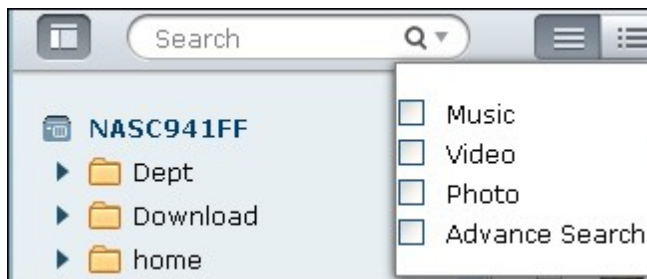 Search
NASC941FF
Dept
Download
home
Music
Video
Photo
Advance Search